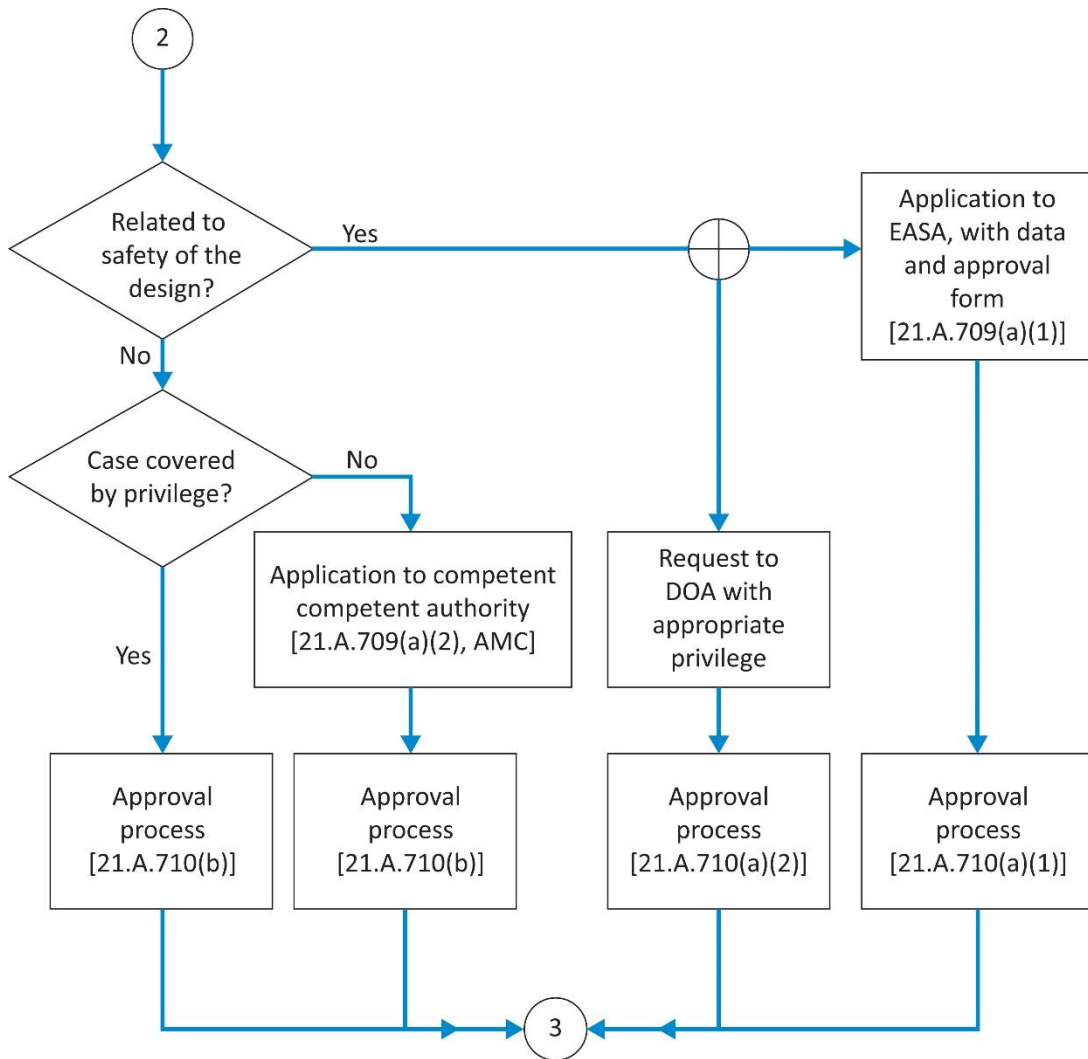 2
Related to
safety of the
design?
Yes
Application to
EASA, with data
and approval
form
[21.A.709(a)(1)]
No
Case covered
by privilege?
No
Application to competent
competent authority
[21.A.709(a)(2), AMC]
Request to
DOA with
appropriate
privilege
Yes
Approval
process
[21.A.710(b)]
Approval
process
[21.A.710(b)]
Approval
process
[21.A.710(a)(2)]
Approval
process
[21.A.710(a)(1)]
3